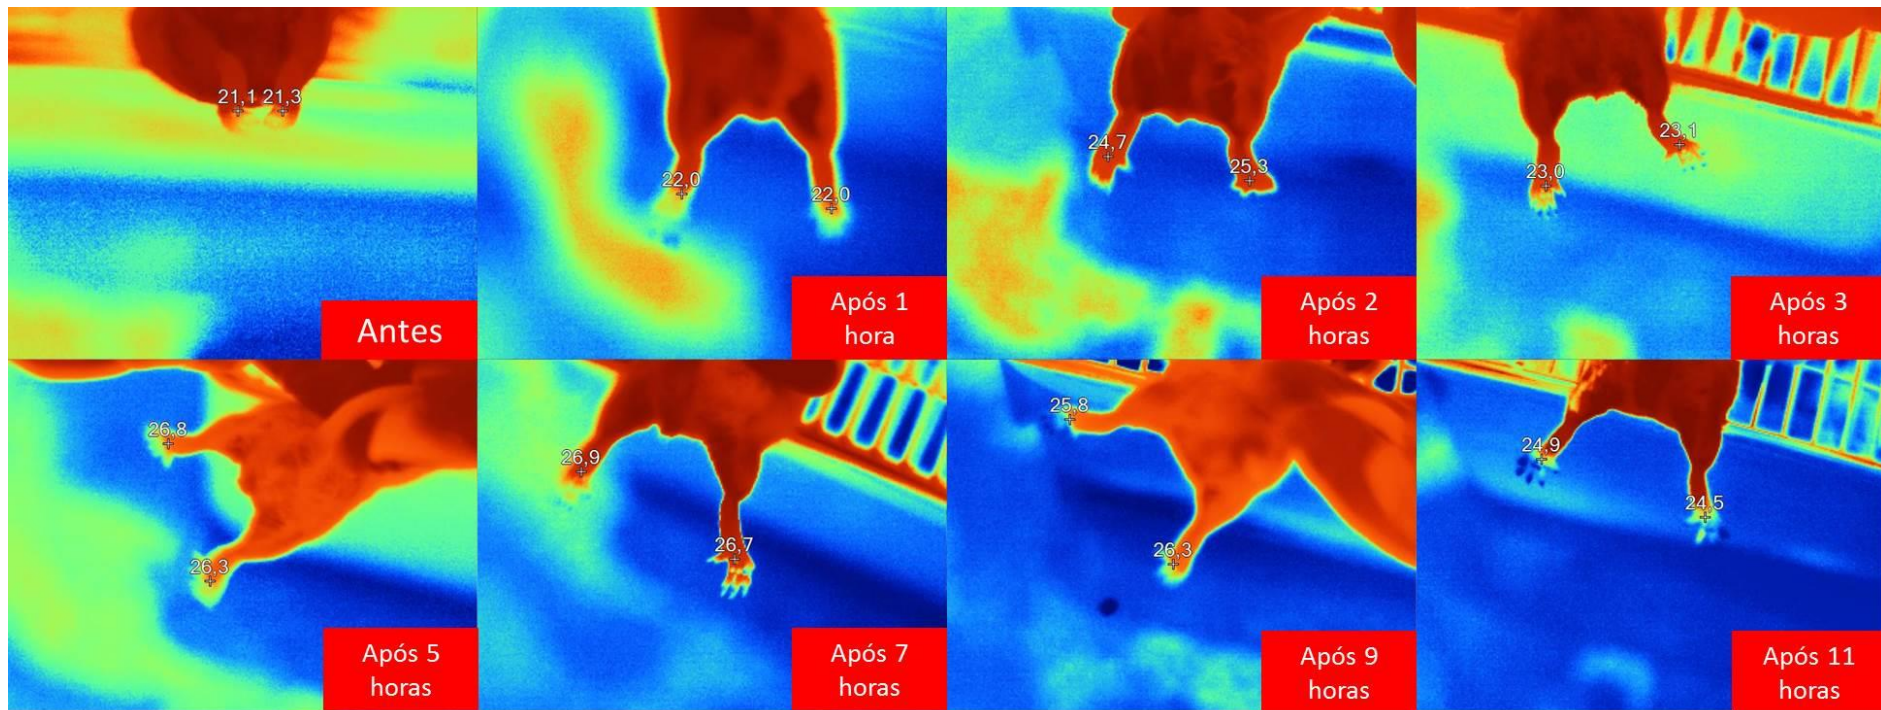 21,1 21,3
Antes
22,0
22,0
Após 1
hora
24,7
25,3
Após 2
horas
23,1
23,0
Após 3
horas
26,8
26,3
Após 5
horas
26,9
26,7
Após 7
horas
25,8
26,3
Após 9
horas
24,9
24,5
Após 11
horas